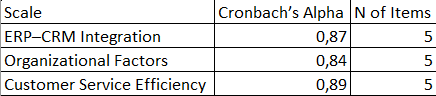 Scale Cronbach's Alpha N of Items
ERP–CRM Integration 0,87 5
Organizational Factors 0,84 5
Customer Service Efficiency 0,89 5